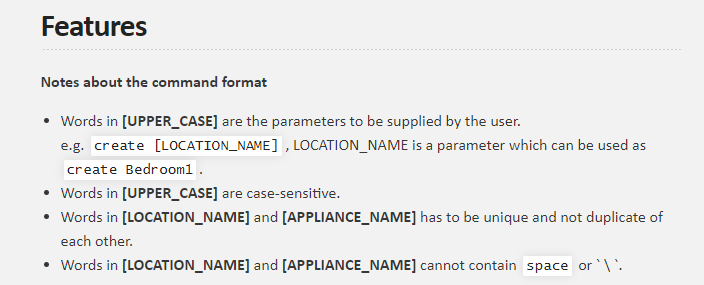 Features
Notes about the command format
• Words in [UPPER_CASE] are the parameters to be supplied by the user.
e.g. create [LOCATION_NAME] , LOCATION_NAME is a parameter which can be used as
create Bedroom1 .
• Words in [UPPER_CASE] are case-sensitive.
• Words in [LOCATION_NAME] and [APPLIANCE_NAME] has to be unique and not duplicate of
each other.
• Words in [LOCATION_NAME] and [APPLIANCE_NAME] cannot contain space or `\`.